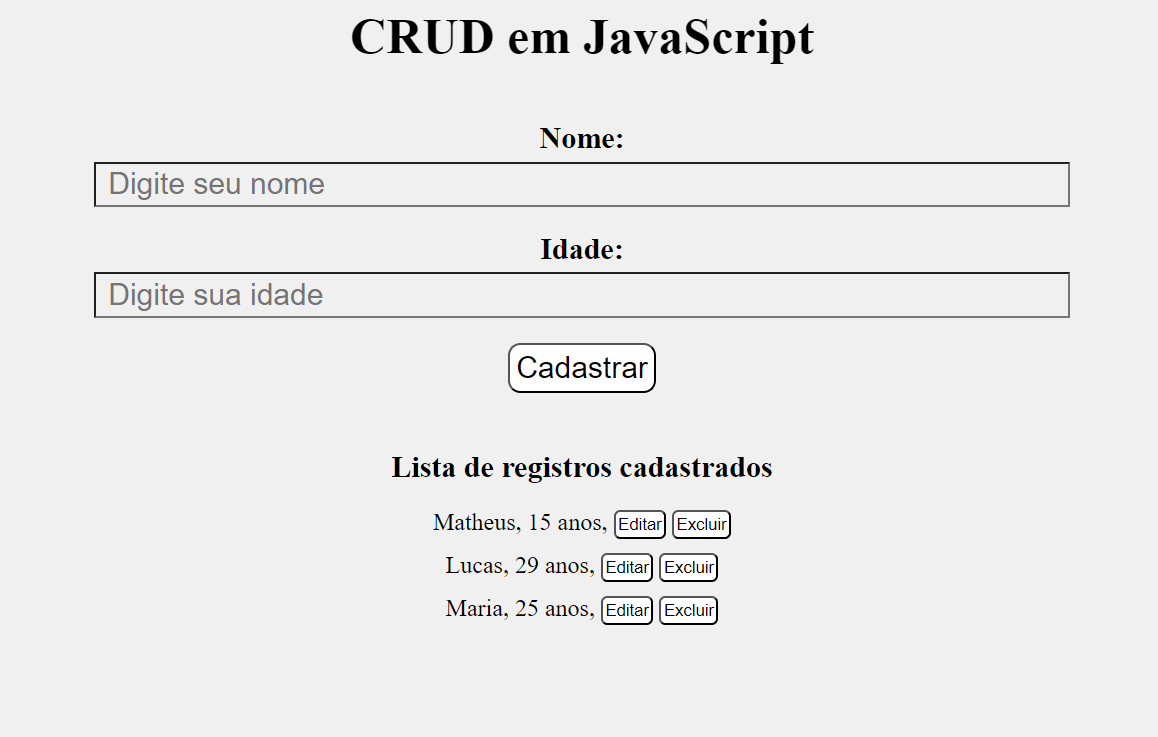 CRUD em JavaScript
Nome:
Digite seu nome
Idade:
Digite sua idade
Cadastrar
Lista de registros cadastrados
Matheus, 15 anos, Editar Excluir
Lucas, 29 anos, Editar Excluir
Maria, 25 anos, Editar Excluir